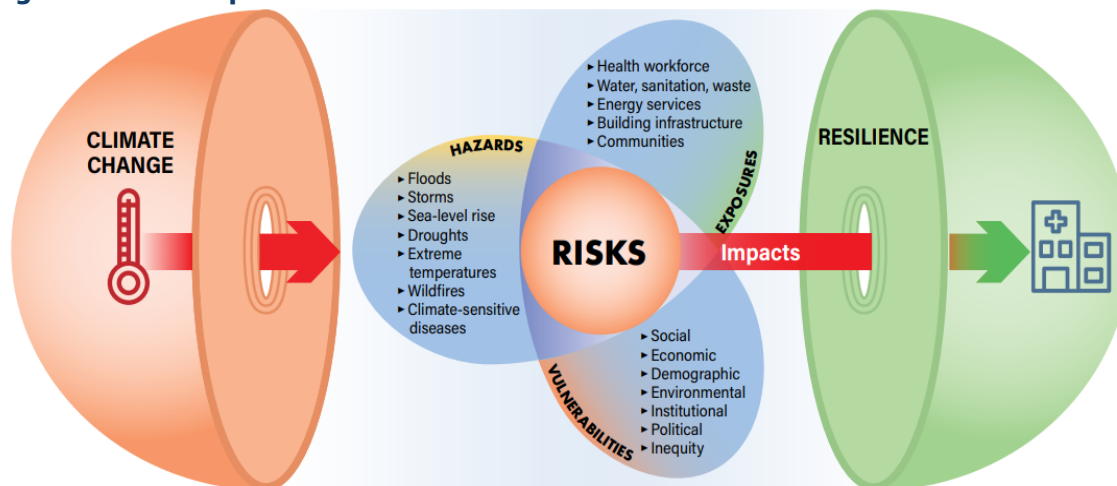 CLIMATE
CHANGE
HAZARDS
▸ Floods
▸ Storms
▸ Sea-level rise
▸ Droughts
▸ Extreme
temperatures
▸ Wildfires
▸ Climate-sensitive
diseases
▸ Health workforce
▸ Water, sanitation, waste
▸ Energy services
▸ Building infrastructure
▸ Communities
EXPOSURES
RISKS
Impacts
VULNERABILITIES
▸ Social
▸ Economic
▸ Demographic
▸ Environmental
▸ Institutional
▸ Political
▸ Inequity
RESILIENCE